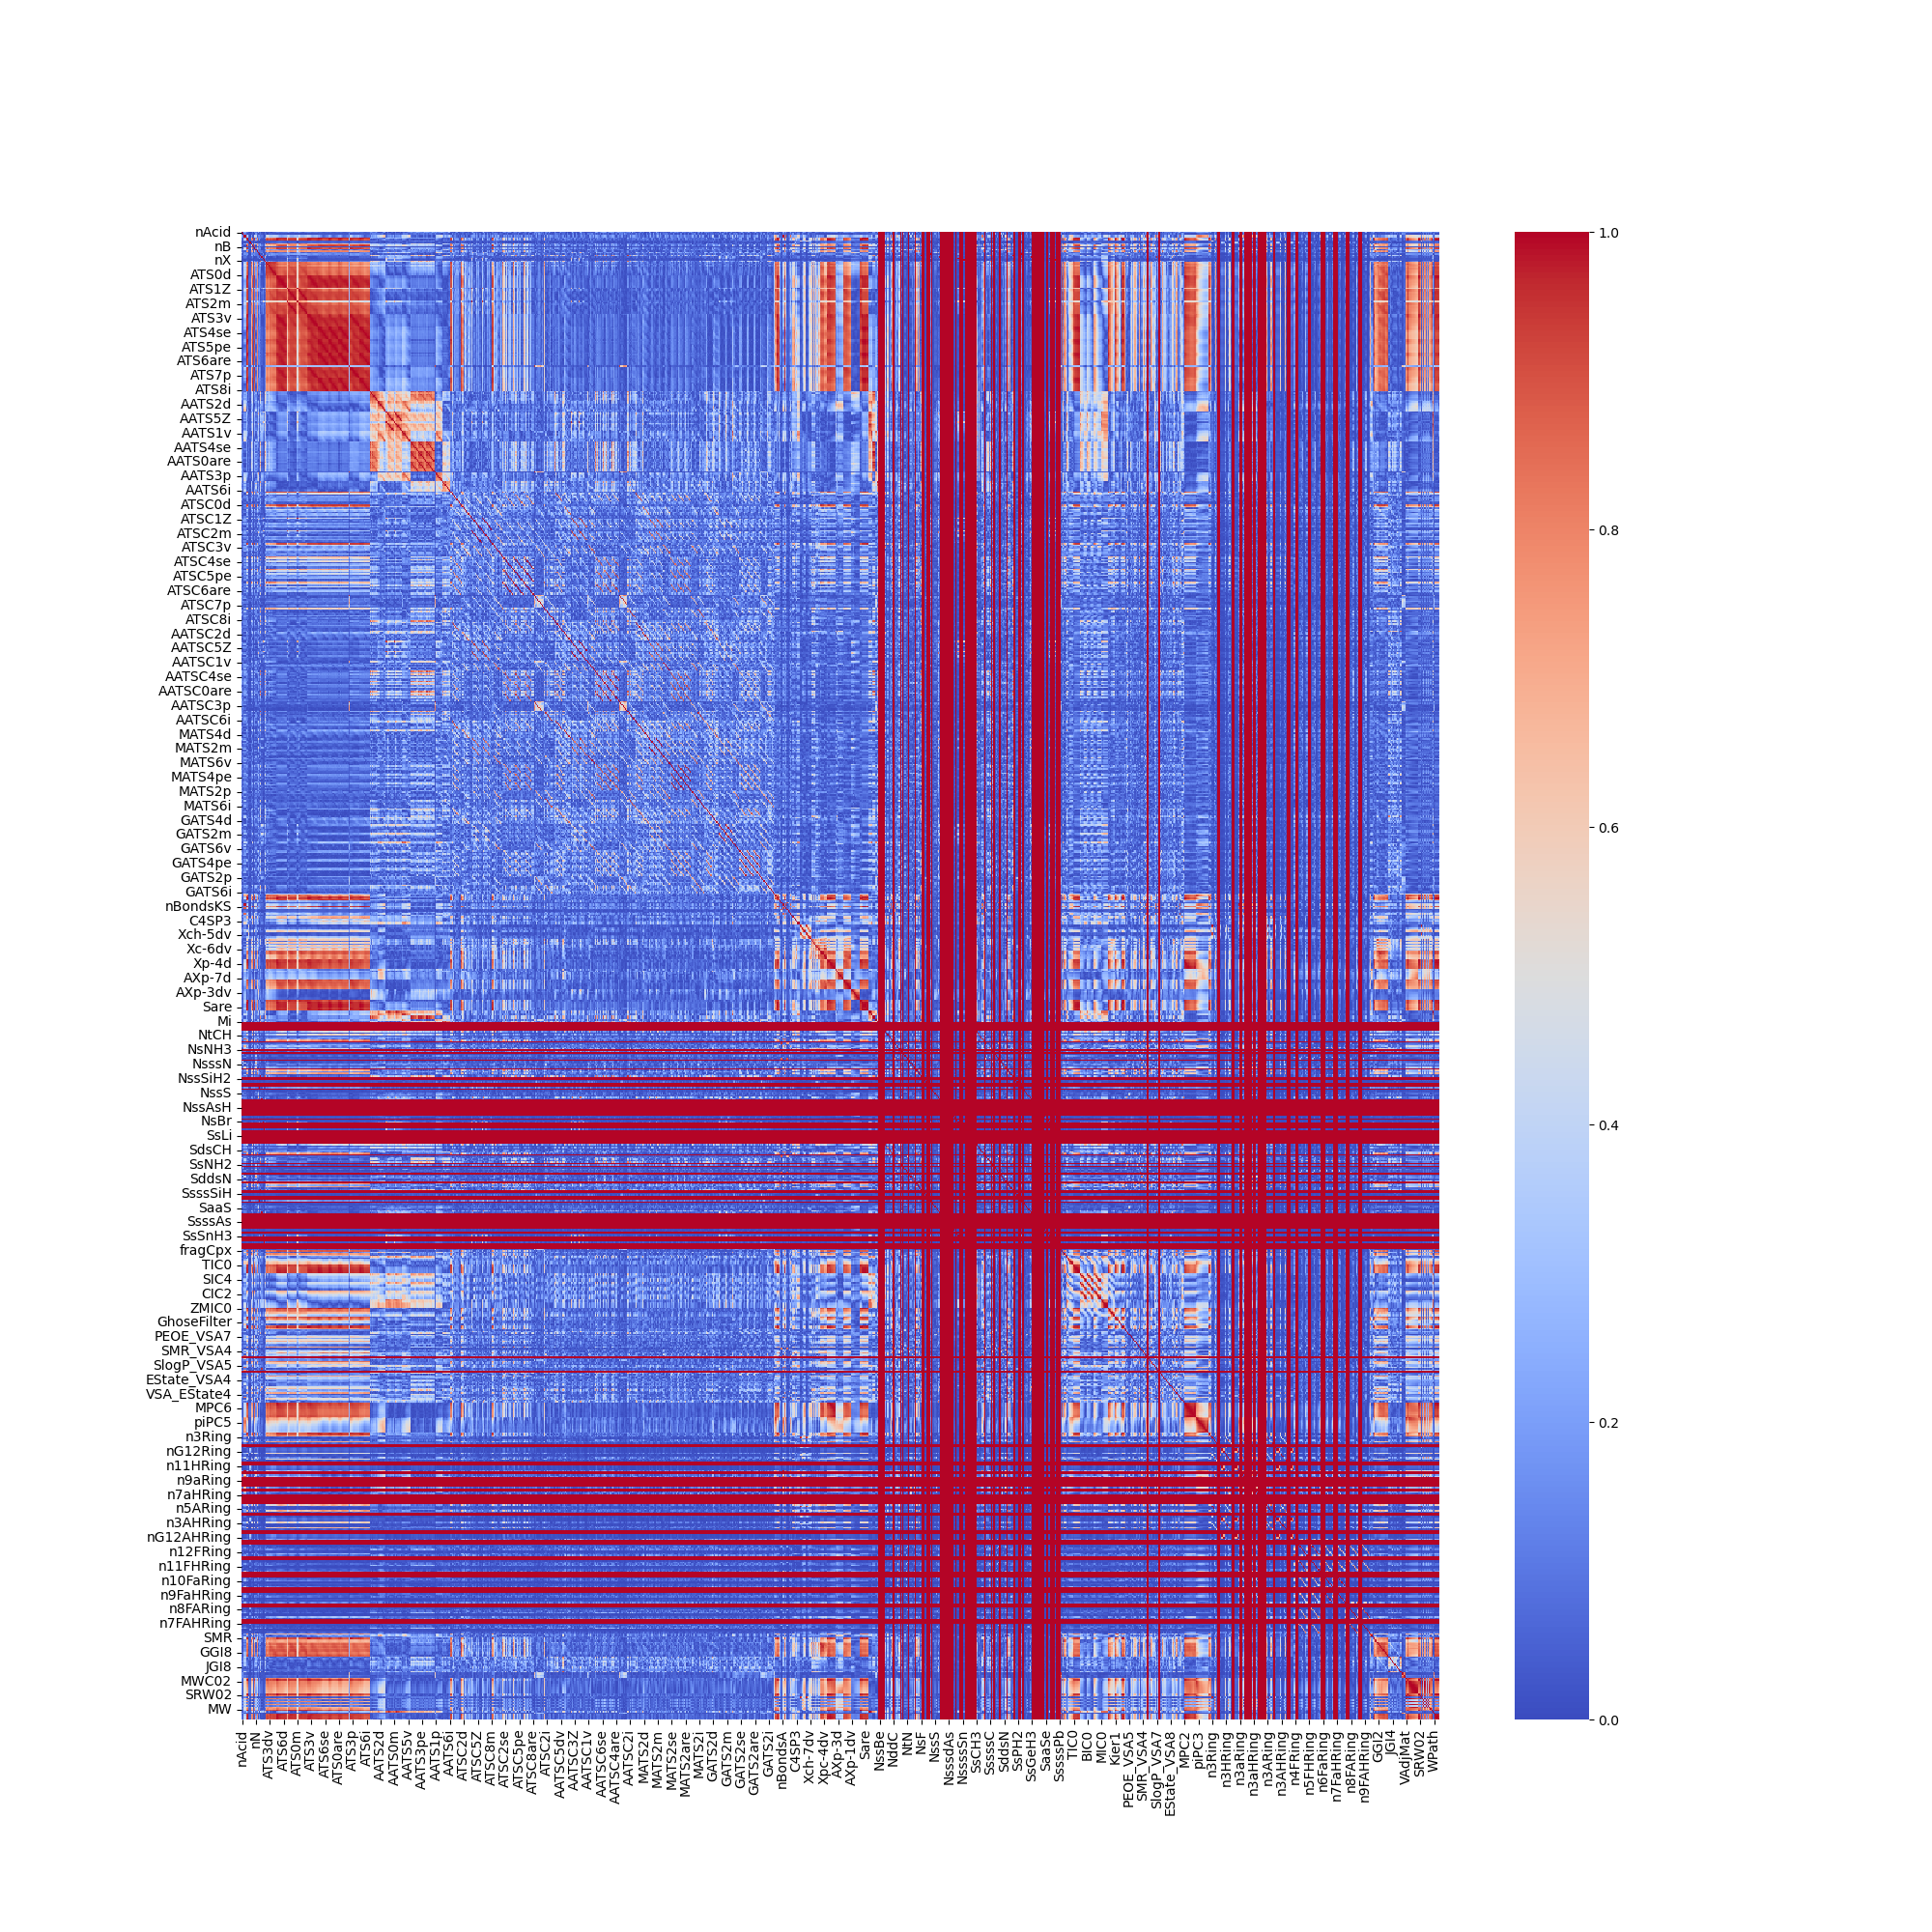 nAcid
nB
nX
ATS0d
ATS1Z
ATS2m
ATS3v
ATS4se
ATS5pe
ATS6are
ATS7p
ATS8i
AATS2d
AATS5Z
AATS1v
AATS4se
AATS0are
AATS3p
AATS6i
ATSC0d
ATSC1Z
ATSC2m
ATSC3v
ATSC4se
ATSC5pe
ATSC6are
ATSC7p
ATSC8i
AATSC2d
AATSC5Z
AATSC1v
AATSC4se
AATSC0are
AATSC3p
AATSC6i
MATS4d
MATS2m
MATS6v
MATS4pe
MATS2p
MATS6i
GATS4d
GATS2m
GATS6v
GATS4pe
GATS2p
GATS6i
nBondsKS
C4SP3
Xch-5dv
Xc-6dv
Xp-4d
AXp-7d
AXp-3dv
Sare
Mi
NtCH
NsNH3
NsssN
NssSiH2
NssS
NssAsH
NsBr
SsLi
SdsCH
SsNH2
SddsN
SsssSiH
SaaS
SsssAs
SsSnH3
fragCpx
TIC0
SIC4
CIC2
ZMIC0
GhoseFilter
PEOE_VSA7
SMR_VSA4
SlogP_VSA5
EState_VSA4
VSA_EState4
MPC6
piPC5
n3Ring
nG12Ring
n11HRing
n9aRing
n7aHRing
n5ARing
n3AHRing
nG12AHRing
n12FRing
n11FHRing
n10FaRing
n9FaHRing
n8FARing
n7FAHRing
SMR
GGI8
JGI8
MWC02
SRW02
MW
nAcid
nN
ATS3dv
ATS6d
ATS0m
ATS3v
ATS6se
ATS0are
ATS3p
ATS6i
AATS2d
AATS0m
AATS5v
AATS3pe
AATS1p
AATS6i
ATSC2d
ATSC5Z
ATSC8m
ATSC2se
ATSC5pe
ATSC8are
ATSC2i
AATSC5dv
AATSC3Z
AATSC1v
AATSC6se
AATSC4are
AATSC2i
MATS2d
MATS2m
MATS2se
MATS2are
MATS2i
GATS2d
GATS2m
GATS2se
GATS2are
GATS2i
nBondsA
C4SP3
Xch-7dv
Xpc-4dv
AXp-3d
AXp-1dv
Sare
NssBe
NddC
NtN
NsF
NssS
NsssdAs
NssssSn
SsCH3
SssssC
SddsN
SsPH2
SsGeH3
SaaSe
SssssPb
TIC0
BIC0
MIC0
Kier1
PEOE_VSA5
SMR_VSA4
SlogP_VSA7
EState_VSA8
MPC2
piPC3
n3Ring
n3HRing
n3aRing
n3aHRing
n3ARing
n3AHRing
n4FRing
n5FHRing
n6FaRing
n7FaHRing
n8FARing
n9FAHRing
GGI2
JGI4
VAdjMat
SRW02
WPath
1.0
0.8
0.6
0.4
0.2
0.0